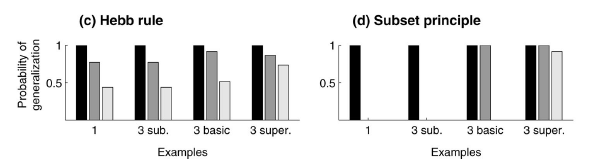 (c) Hebb rule
Probability of
generalization
1
0.5
1
3 sub.
3 basic
3 super.
Examples
(d) Subset principle
1
0.5
1
3 sub.
3 basic
3 super.
Examples